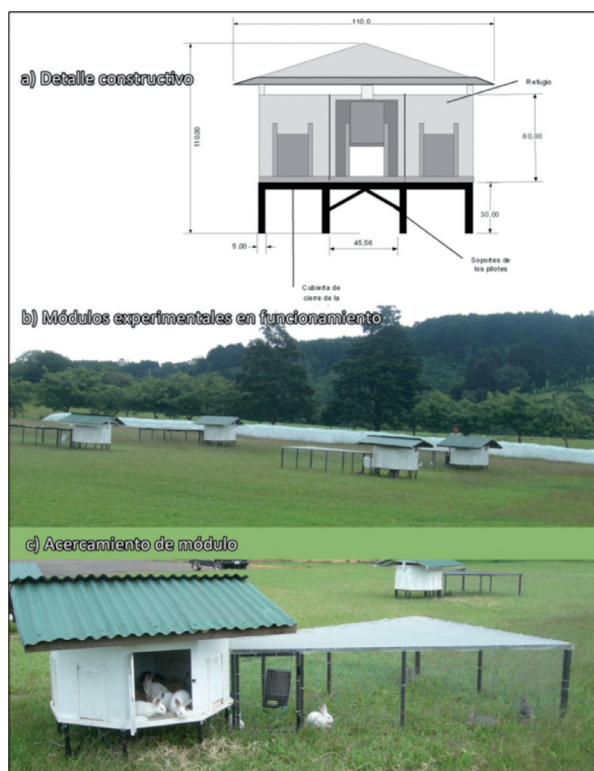 110.0
a) Detalle constructivo
Refugio
110,00
60,00
30,00
5,00
45,56
Soportes de
los pilotes
Cubierta de
cierre de la
b) Módulos experimentales en funcionamiento
c) Acercamiento de módulo